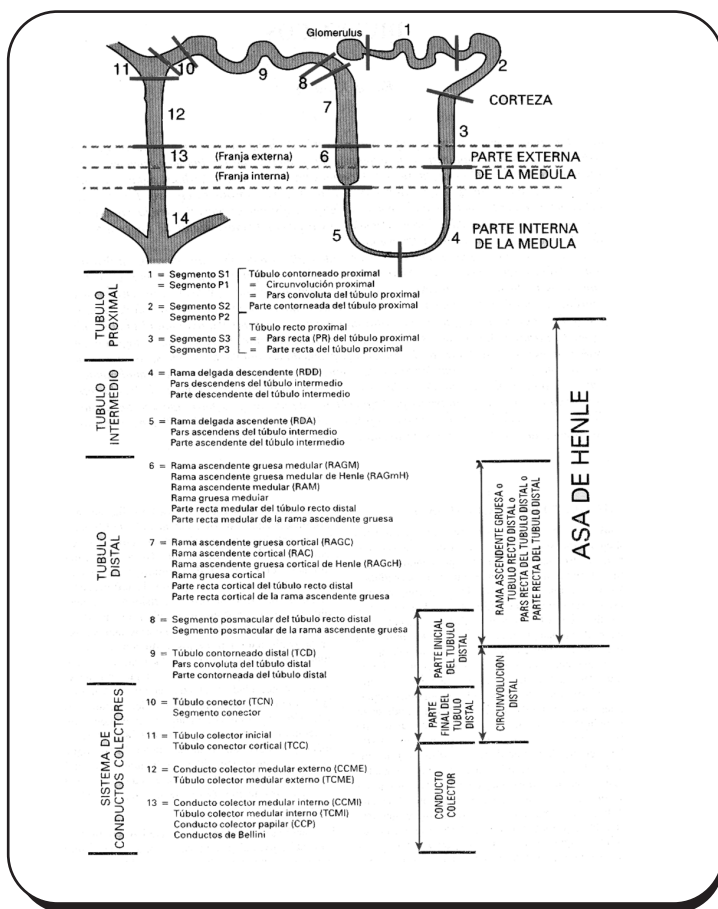 Glomerulus
1
2
3
4
5
6
7
8
9
10
11
12
13
14
CORTEZA
(Franja externa)
PARTE EXTERNA
DE LA MEDULA
(Franja interna)
PARTE INTERNA
DE LA MEDULA
TUBULO
PROXIMAL
1 = Segmento S1
= Segmento P1
Túbulo contorneado proximal
= Circunvolución proximal
= Pars convoluta del túbulo proximal
2 = Segmento S2
Segmento P2
Parte contorneada del túbulo proximal
Túbulo recto proximal
3 = Segmento S3
Segmento P3
= Pars recta (PR) del túbulo proximal
= Parte recta del túbulo proximal
TUBULO
INTERMEDIO
4 = Rama delgada descendente (RDD)
Pars descendens del túbulo intermedio
Parte descendente del túbulo intermedio
5 = Rama delgada ascendente (RDA)
Pars ascendens del túbulo intermedio
Parte ascendente del túbulo intermedio
TUBULO
DISTAL
6 = Rama ascendente gruesa medular (RAGM)
Rama ascendente gruesa medular de Henle (RAGmH)
Rama ascendente medular (RAM)
Rama gruesa medular
Parte recta medular del túbulo recto distal
Parte recta medular de la rama ascendente gruesa
7 = Rama ascendente gruesa cortical (RAGC)
Rama ascendente cortical (RAC)
Rama ascendente gruesa cortical de Henle (RAGcH)
Rama gruesa cortical
Parte recta cortical del túbulo recto distal
Parte recta cortical de la rama ascendente gruesa
8 = Segmento posmacular del túbulo recto distal
Segmento posmacular de la rama ascendente gruesa
9 = Túbulo contorneado distal (TCD)
Pars convoluta del túbulo distal
Parte contorneada del túbulo distal
SISTEMA DE
CONDUCTOS COLECTORES
10 = Túbulo conector (TCN)
Segmento conector
11 = Túbulo colector inicial
Túbulo conector cortical (TCC)
12 = Conducto colector medular externo (CCME)
Túbulo colector medular externo (TCME)
13 = Conducto colector medular interno (CCMI)
Túbulo colector medular interno (TCMI)
Conducto colector papilar (CCP)
Conductos de Bellini
PARTE INICIAL
DEL TUBULO
DISTAL
PARTE
FINAL DEL
TUBULO
DISTAL
CONDUCTO
COLECTOR
RAMA ASCENDENTE GRUESA o
TUBULO RECTO DISTAL o
PARS RECTA DEL TUBULO DISTAL o
PARTE RECTA DEL TUBULO DISTAL
CIRCUNVOLUCION
DISTAL
ASA DE HENLE